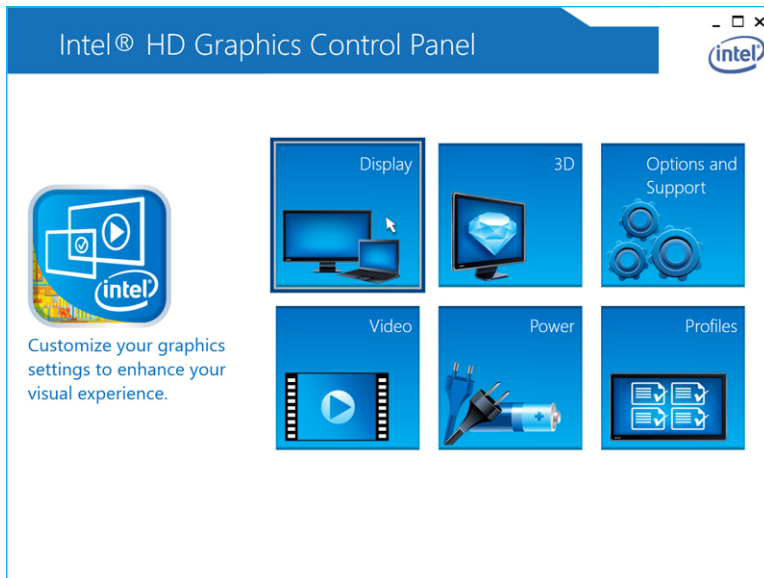 Intel® HD Graphics Control Panel
intel
Display
3D
Options and
Support
intel
Customize your graphics
settings to enhance your
visual experience.
Video
Power
Profiles